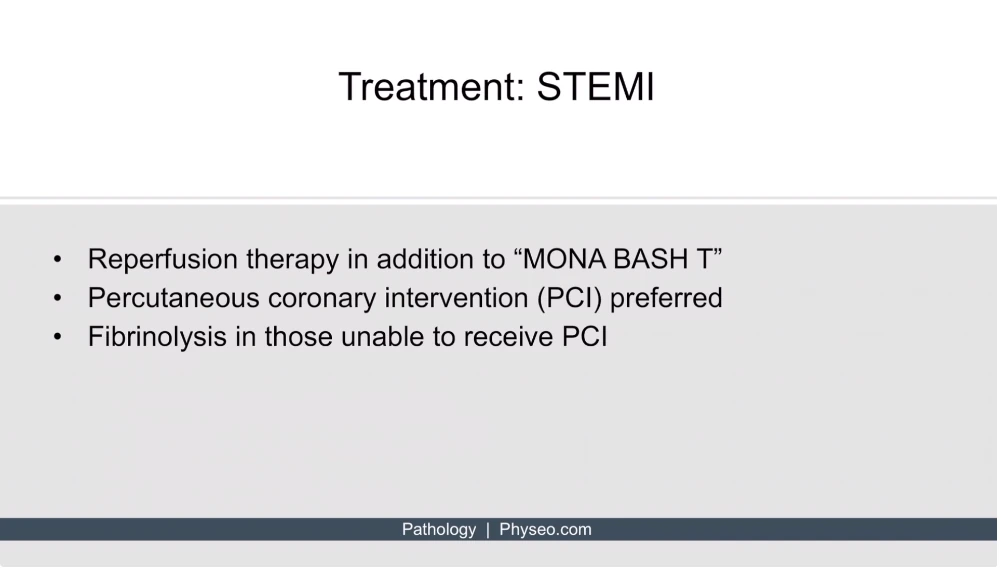 Treatment: STEMI
• Reperfusion therapy in addition to “MONA BASH T”
• Percutaneous coronary intervention (PCI) preferred
• Fibrinolysis in those unable to receive PCI
Pathology | Physeo.com